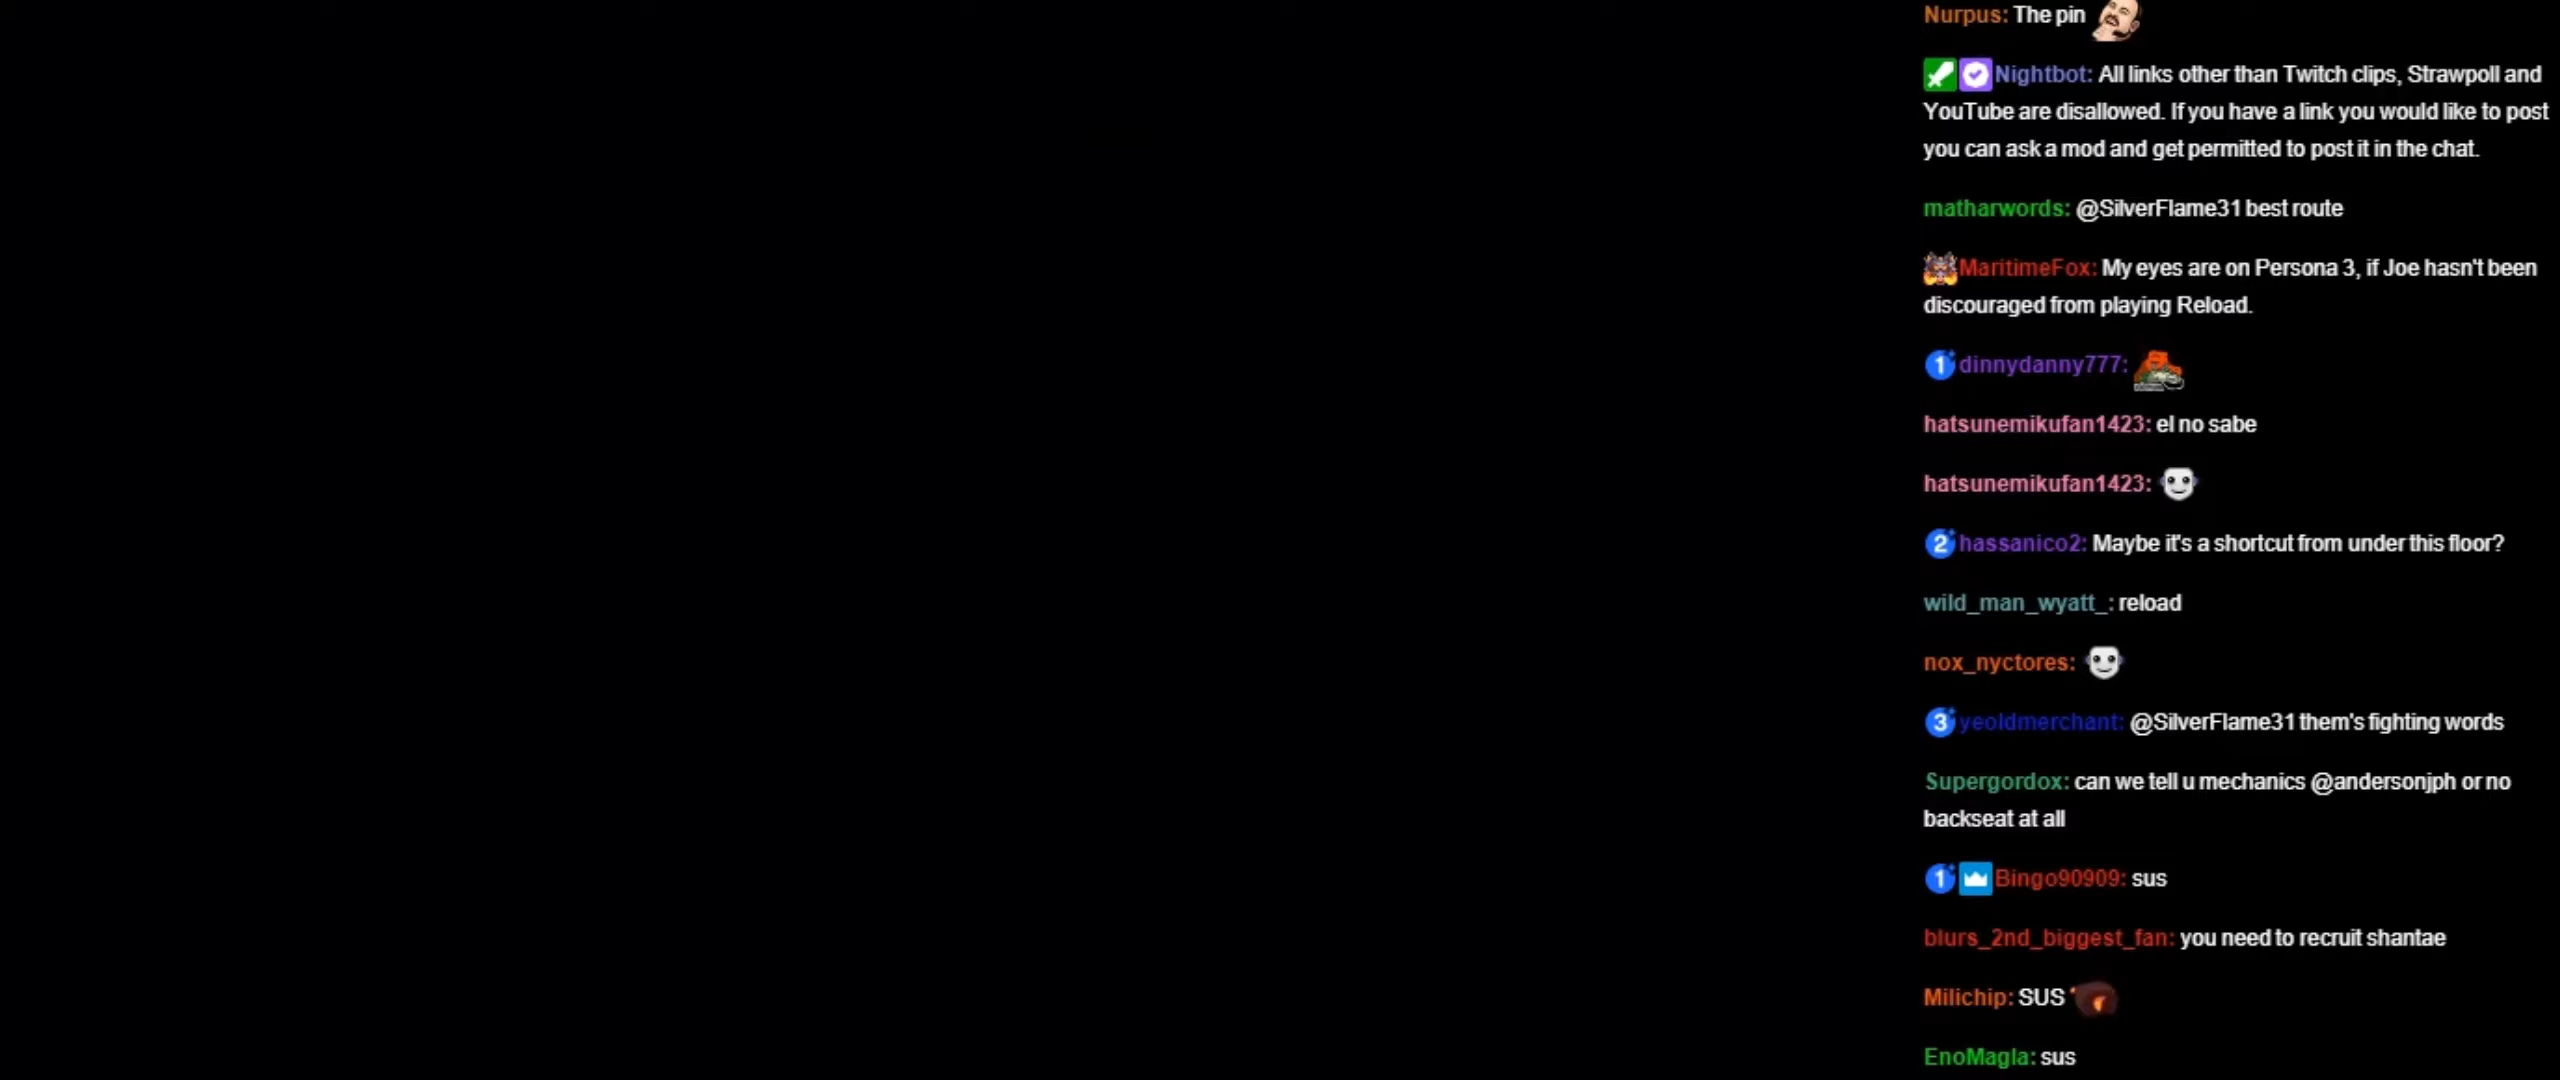 Nurpus: The pin
Nightbot: All links other than Twitch clips, Strawpoll and
YouTube are disallowed. If you have a link you would like to post
you can ask a mod and get permitted to post it in the chat.
matharwords: @SilverFlame31 best route
MaritimeFox: My eyes are on Persona 3, if Joe hasn't been
discouraged from playing Reload.
1 dinnydanny777:
hatsunemikufan1423: el no sabe
hatsunemikufan1423:
2 hassanico2: Maybe it's a shortcut from under this floor?
wild_man_wyatt_: reload
nox_nyctores:
3 yeoldmerchant: @SilverFlame31 them's fighting words
Supergordox: can we tell u mechanics @andersonjph or no
backseat at all
1 Bingo90909: sus
blurs_2nd_biggest_fan: you need to recruit shantae
Milichip: SUS
EnoMagla: sus